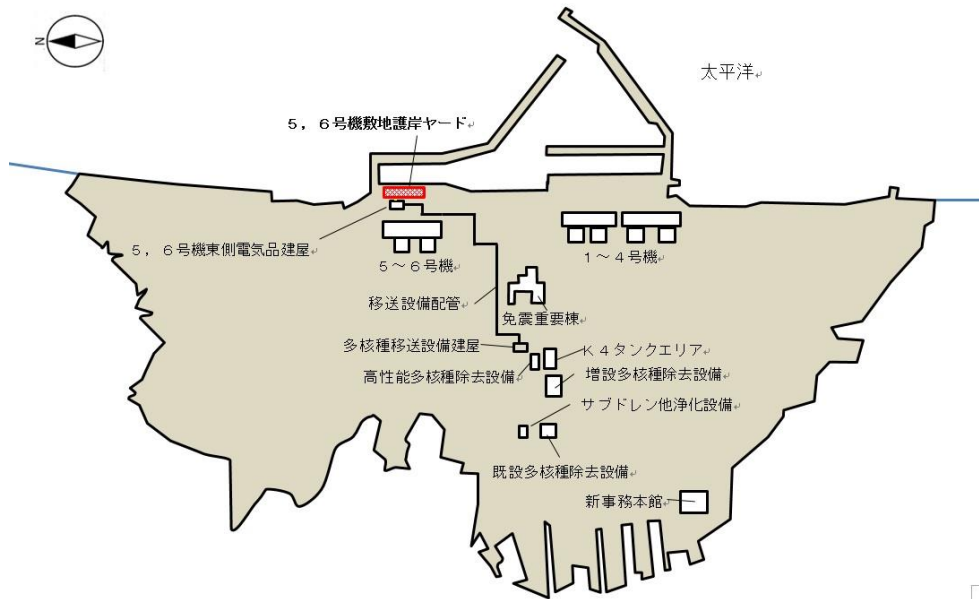 N
太平洋
５，６号機敷地護岸ヤード
５，６号機東側電気品建屋
５～６号機
１～４号機
移送設備配管
免震重要棟
多核種移送設備建屋
Ｋ４タンクエリア
高性能多核種除去設備
増設多核種除去設備
サブドレン他浄化設備
既設多核種除去設備
新事務本館